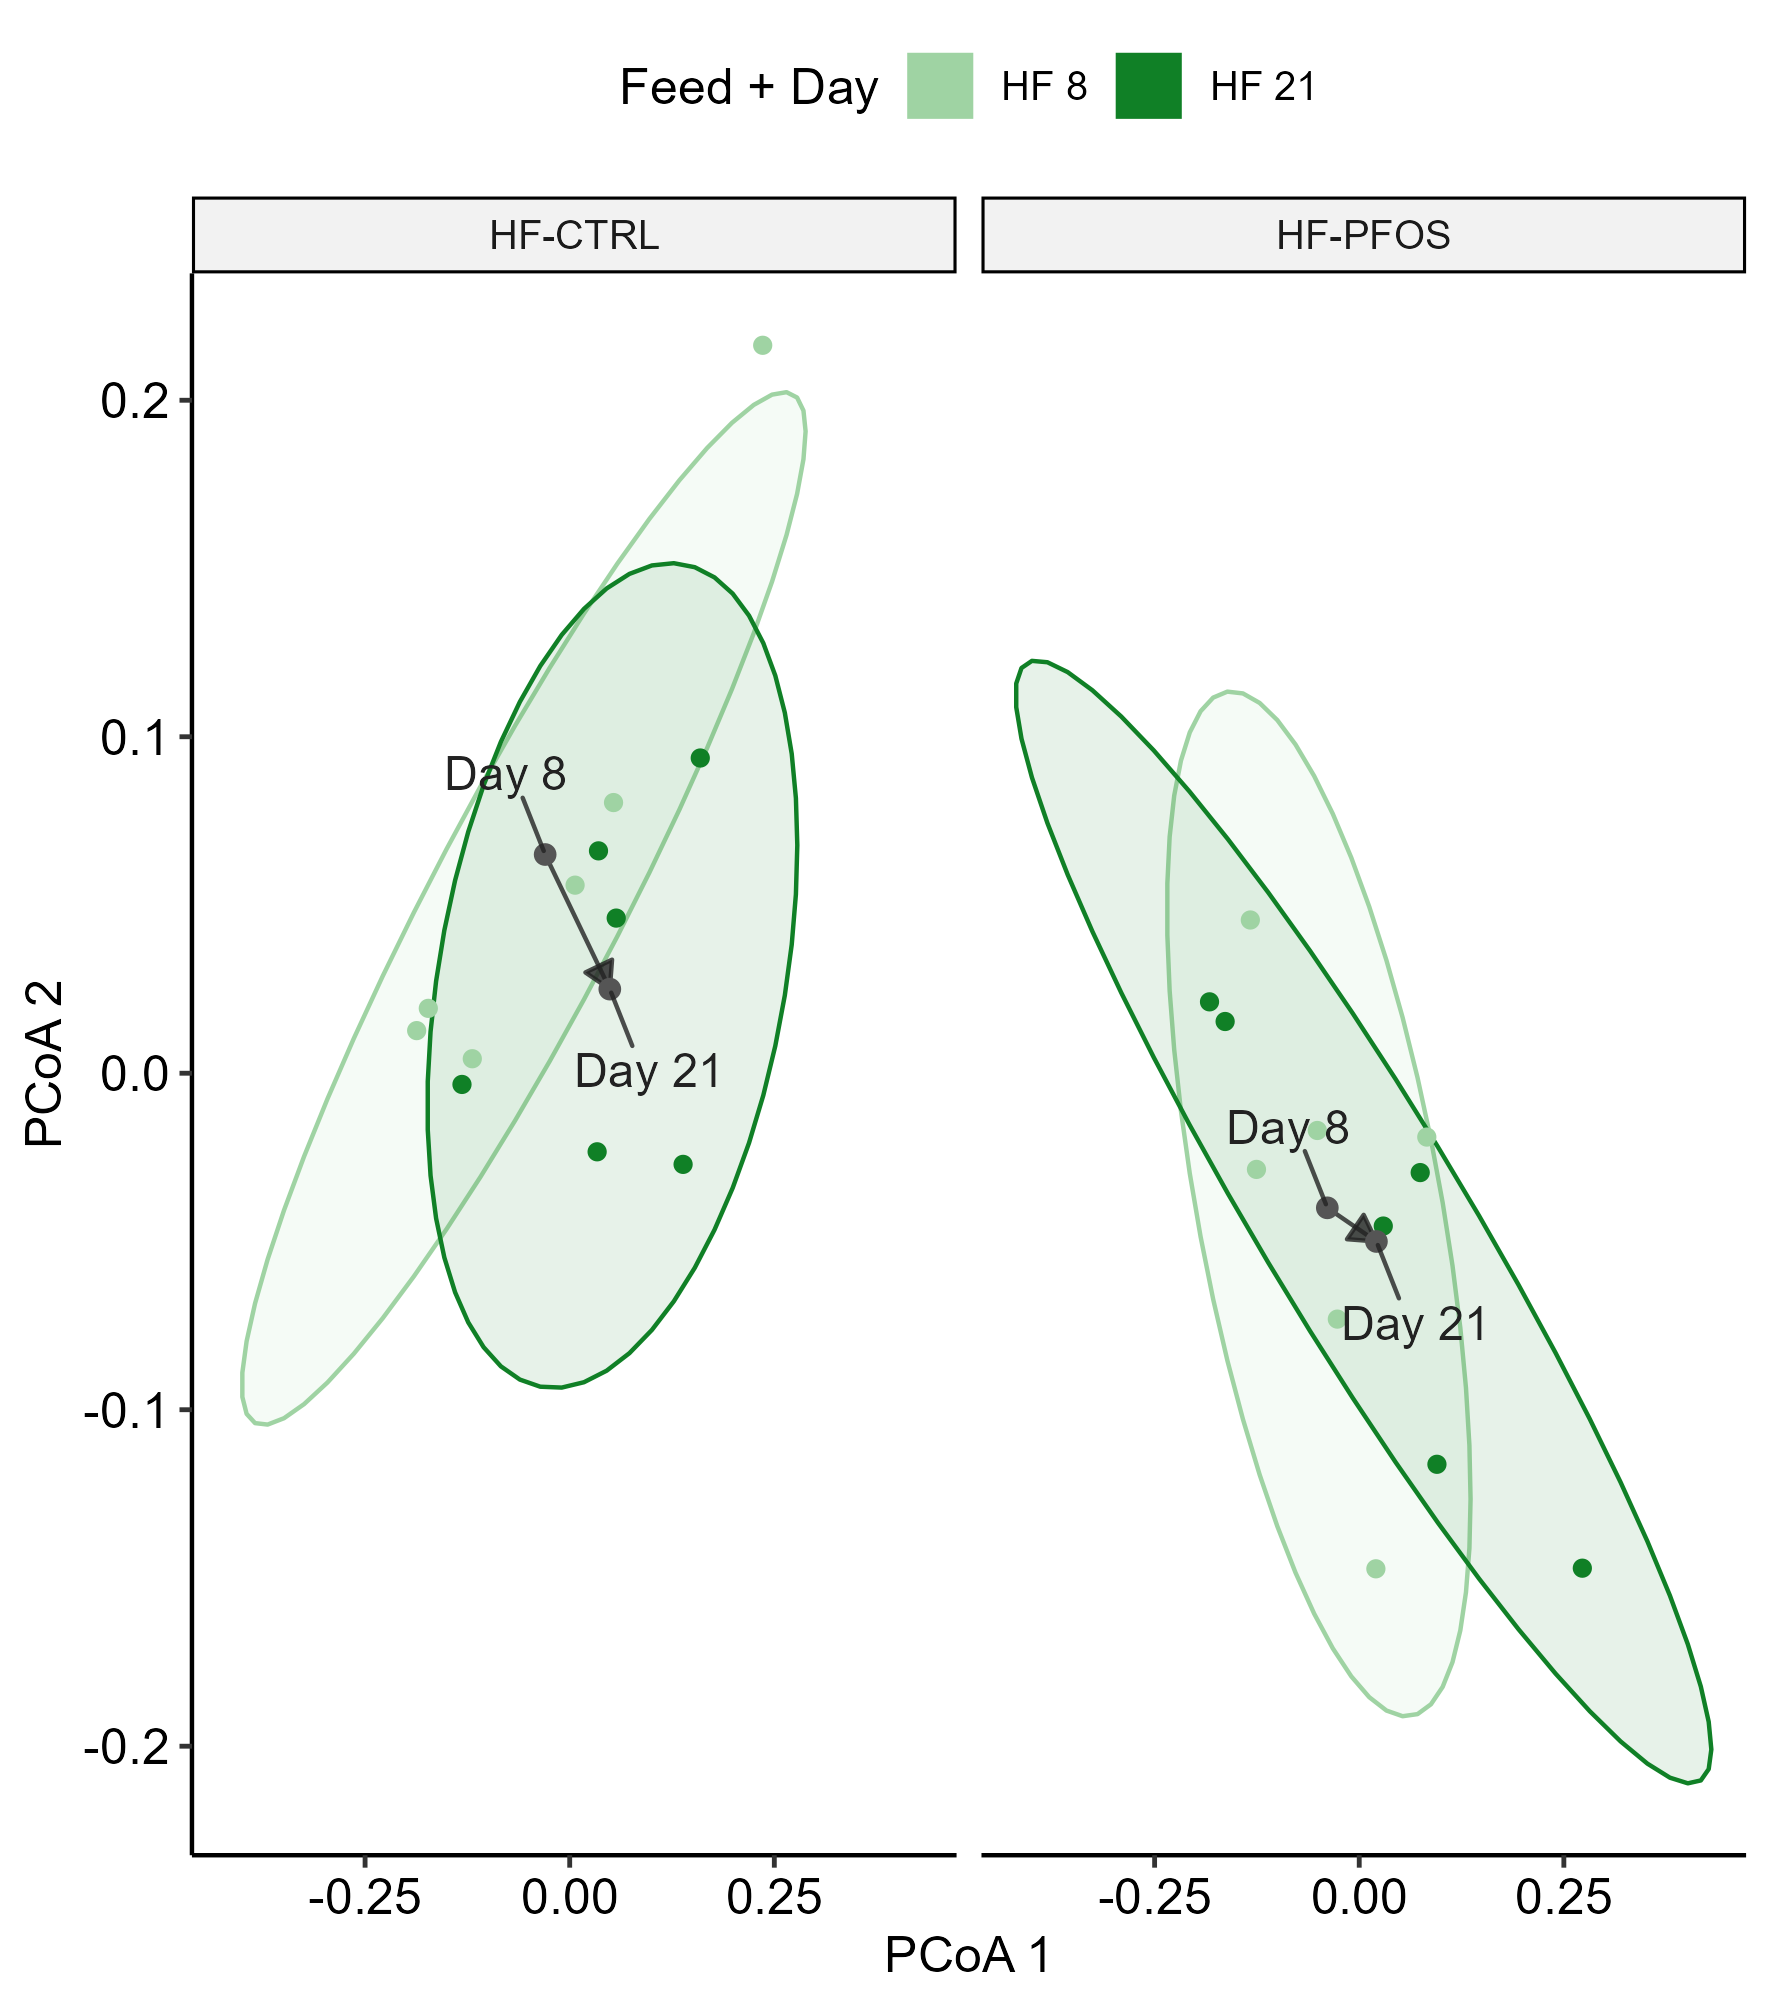 Feed + Day HF 8 HF 21
HF-CTRL HF-PFOS
0.2
0.1
0.0
-0.1
-0.2
PCoA 2
Day 8
Day 21
Day 8
Day 21
-0.25 0.00 0.25 -0.25 0.00 0.25
PCoA 1